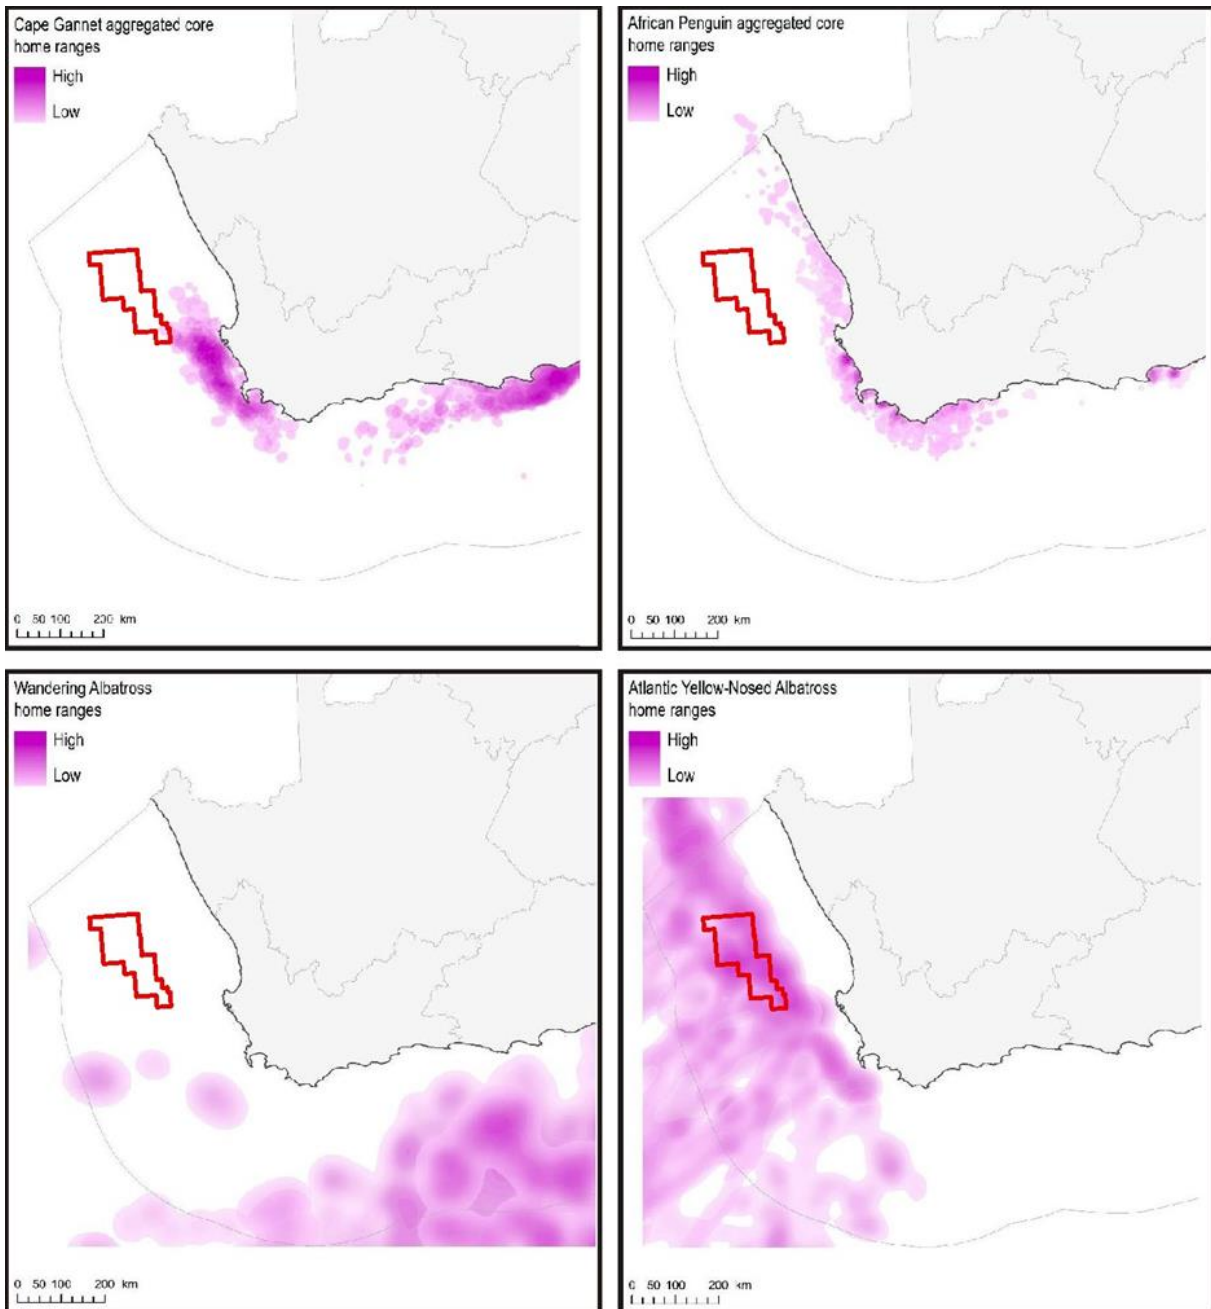 Cape Gannet aggregated core
home ranges
High
Low
0 50 100 200 km
African Penguin aggregated core
home ranges
High
Low
0 50 100 200 km
Wandering Albatross
home ranges
High
Low
0 50 100 200 km
Atlantic Yellow-Nosed Albatross
home ranges
High
Low
0 50 100 200 km